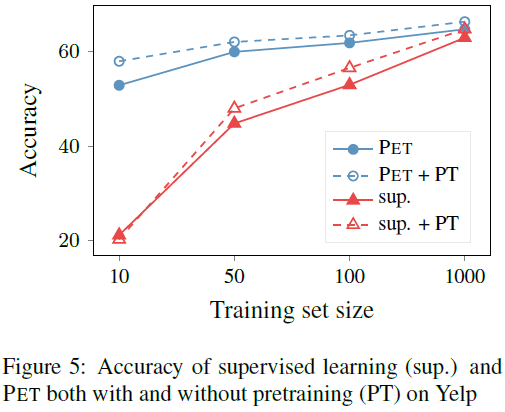 60
40
20
Accuracy
PET
PET + PT
sup.
sup. + PT
10 50 100 1000
Training set size
Figure 5: Accuracy of supervised learning (sup.) and
PET both with and without pretraining (PT) on Yelp